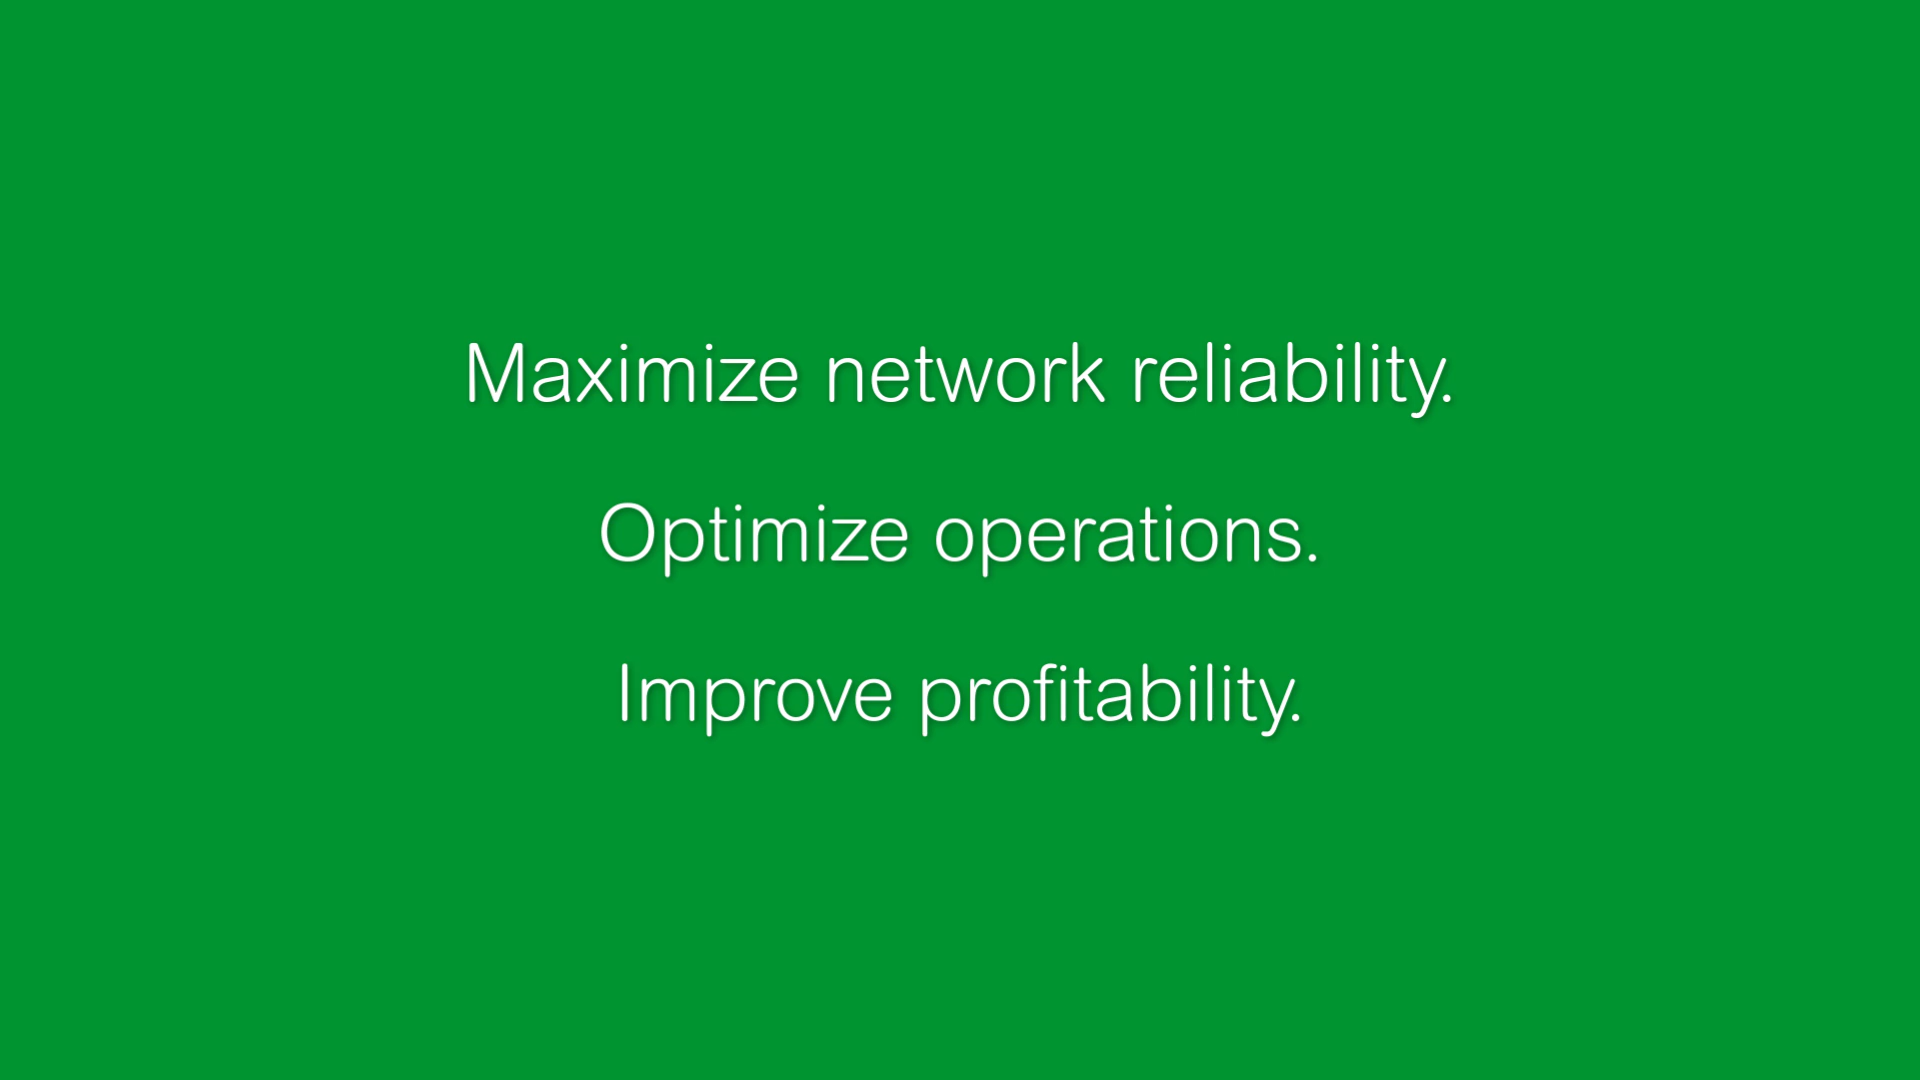 Maximize network reliability.
Optimize operations.
Improve profitability.